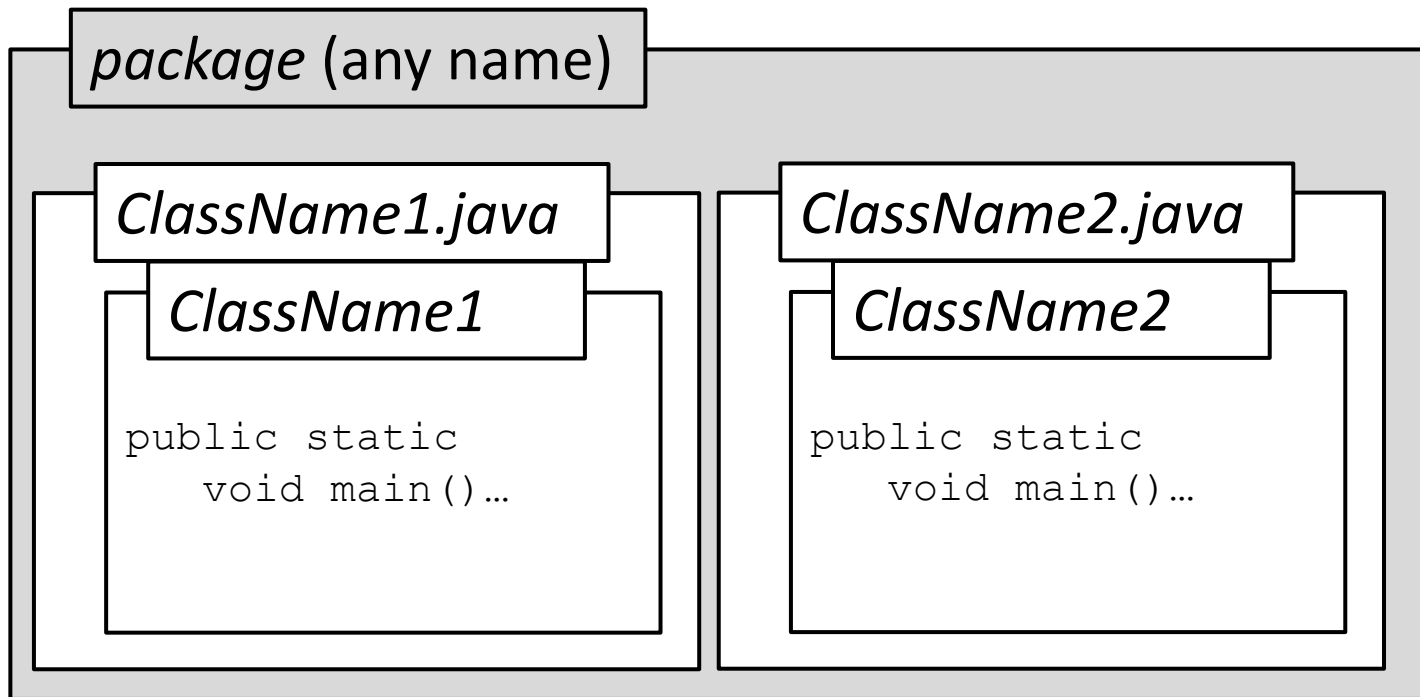 package (any name)
ClassName1.java
ClassName1
public static
void main()…
ClassName2.java
ClassName2
public static
void main()…